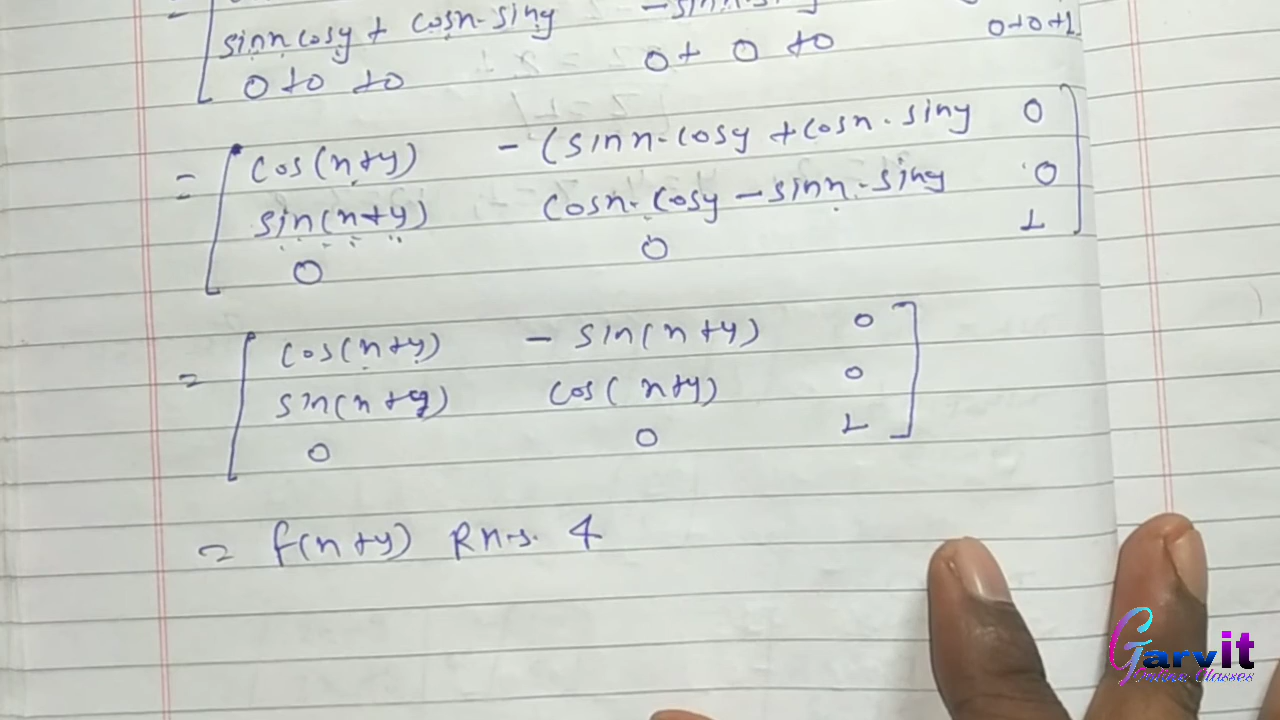 sinn cosy + cosn.siny
0 + 0 + 0 0 + 0 + 0 0+0+1
= [ cos(n+y) - (sinn.cosy + cosn.siny 0
sin(n+y) cosn.cosy - sinn.siny 0
0 0 1 ]
= [ cos(n+y) - sin(n+y) 0
sin(n+y) cos(n+y) 0
0 0 1 ]
= f(n+y) R.H.S.
Garvit
Online Classes